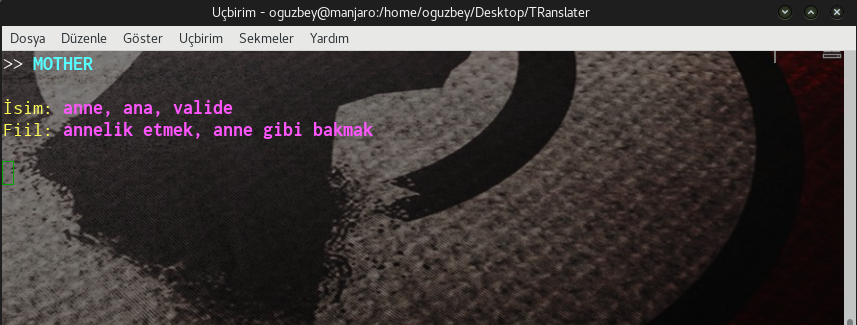 Uçbirim - oguzbey@manjaro:/home/oguzbey/Desktop/TRanslater
Dosya Düzenle Göster Uçbirim Sekmeler Yardım
>> MOTHER
İsim: anne, ana, valide
Fiil: annelik etmek, anne gibi bakmak